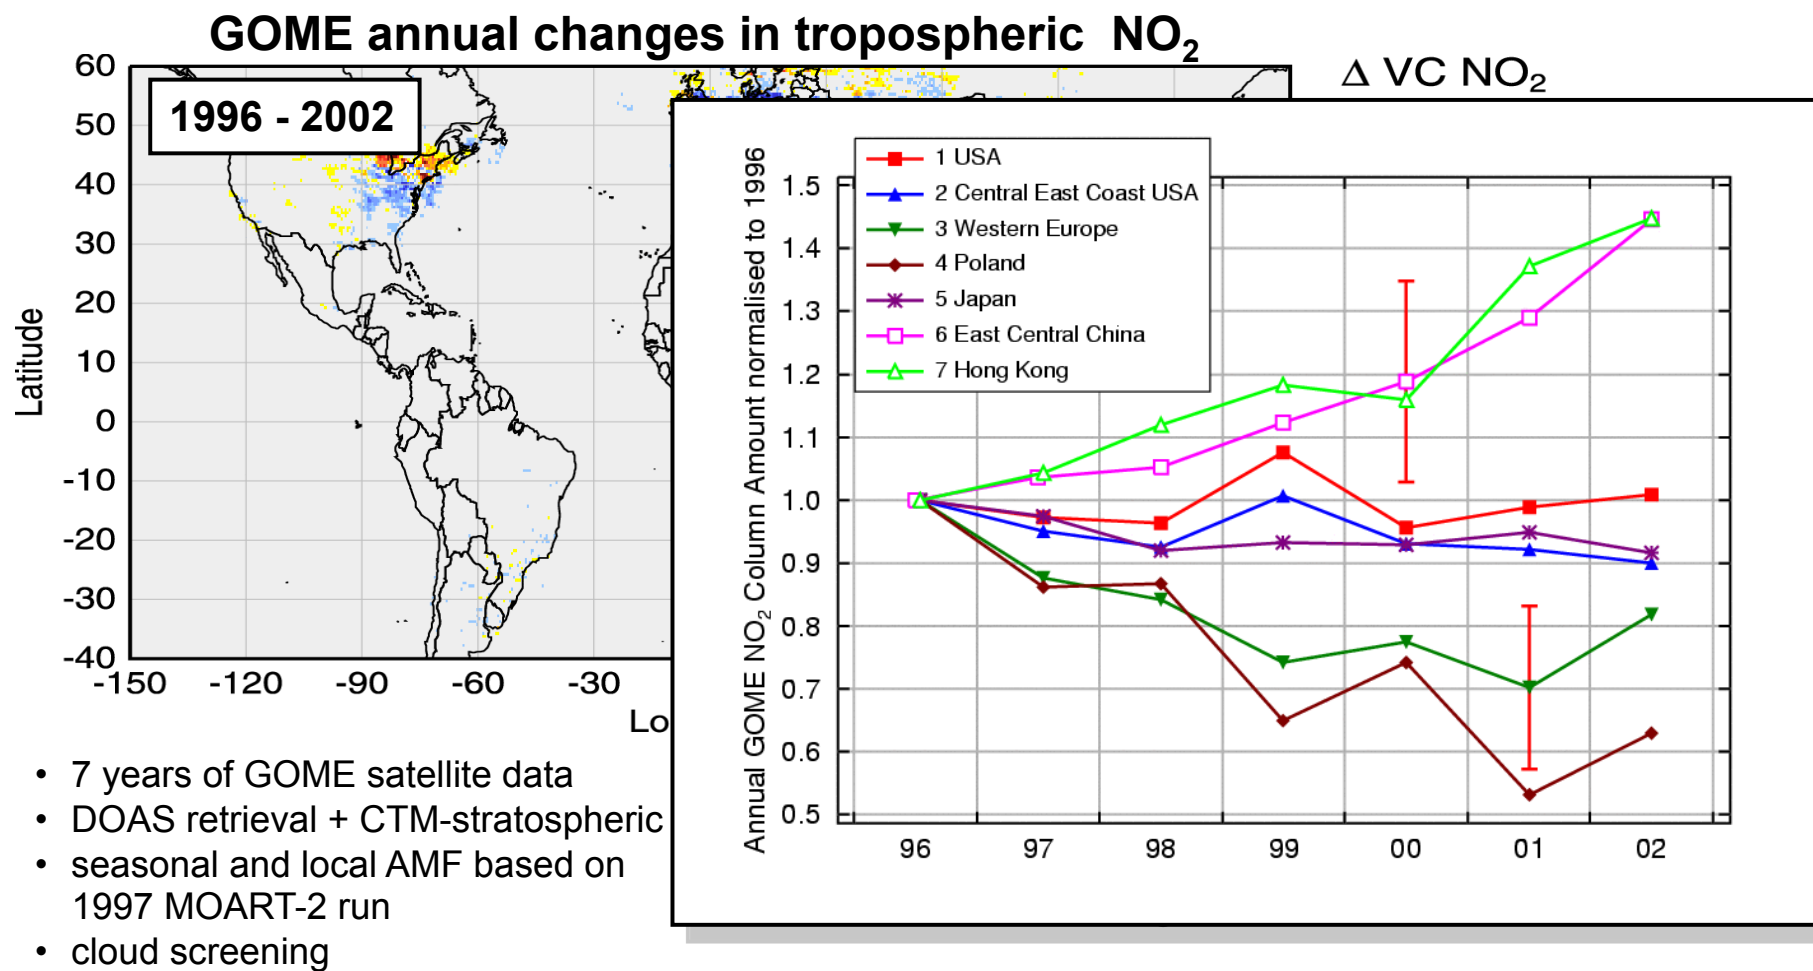 GOME annual changes in tropospheric NO₂
Δ VC NO₂
1996 - 2002
60
50
40
30
20
10
0
-10
-20
-30
-40
Latitude
-150 -120 -90 -60 -30
Lo
1 USA
2 Central East Coast USA
3 Western Europe
4 Poland
5 Japan
6 East Central China
7 Hong Kong
Annual GOME NO₂ Column Amount normalised to 1996
1.5
1.4
1.3
1.2
1.1
1.0
0.9
0.8
0.7
0.6
0.5
96 97 98 99 00 01 02
• 7 years of GOME satellite data
• DOAS retrieval + CTM-stratospheric
• seasonal and local AMF based on
1997 MOART-2 run
• cloud screening